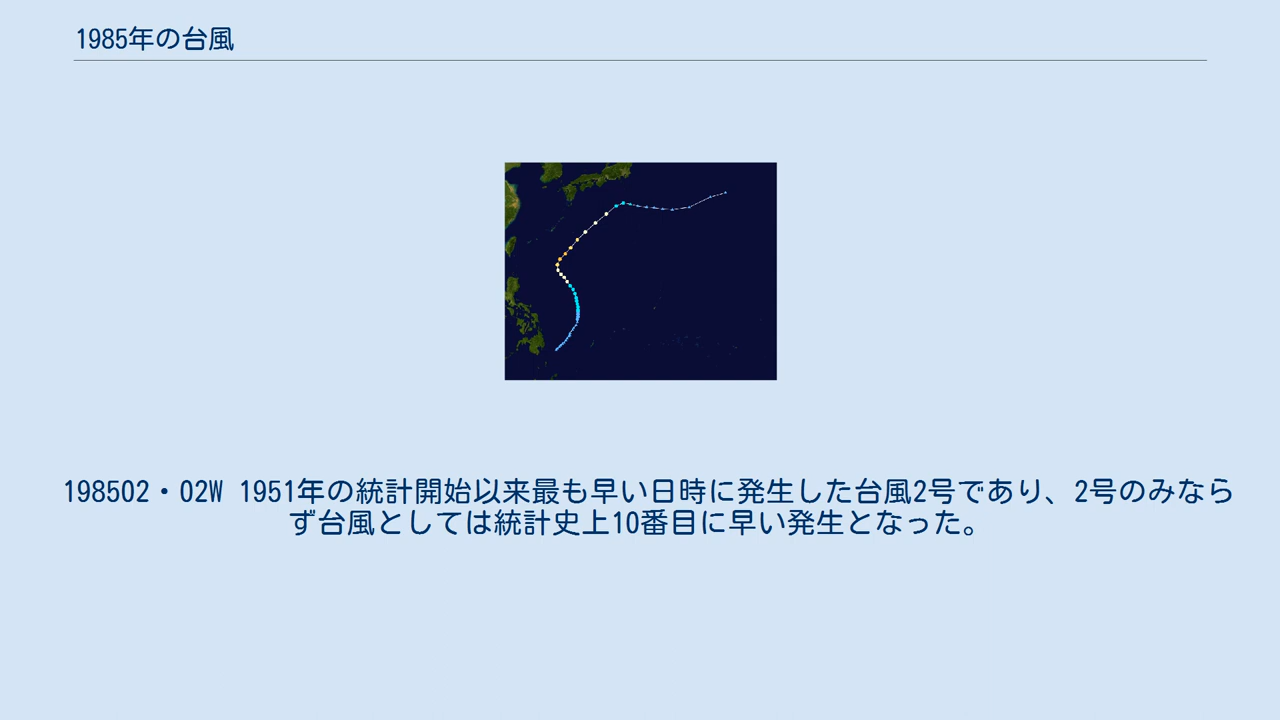 1985年の台風
198502・02W 1951年の統計開始以来最も早い日時に発生した台風2号であり、2号のみなら
ず台風としては統計史上10番目に早い発生となった。